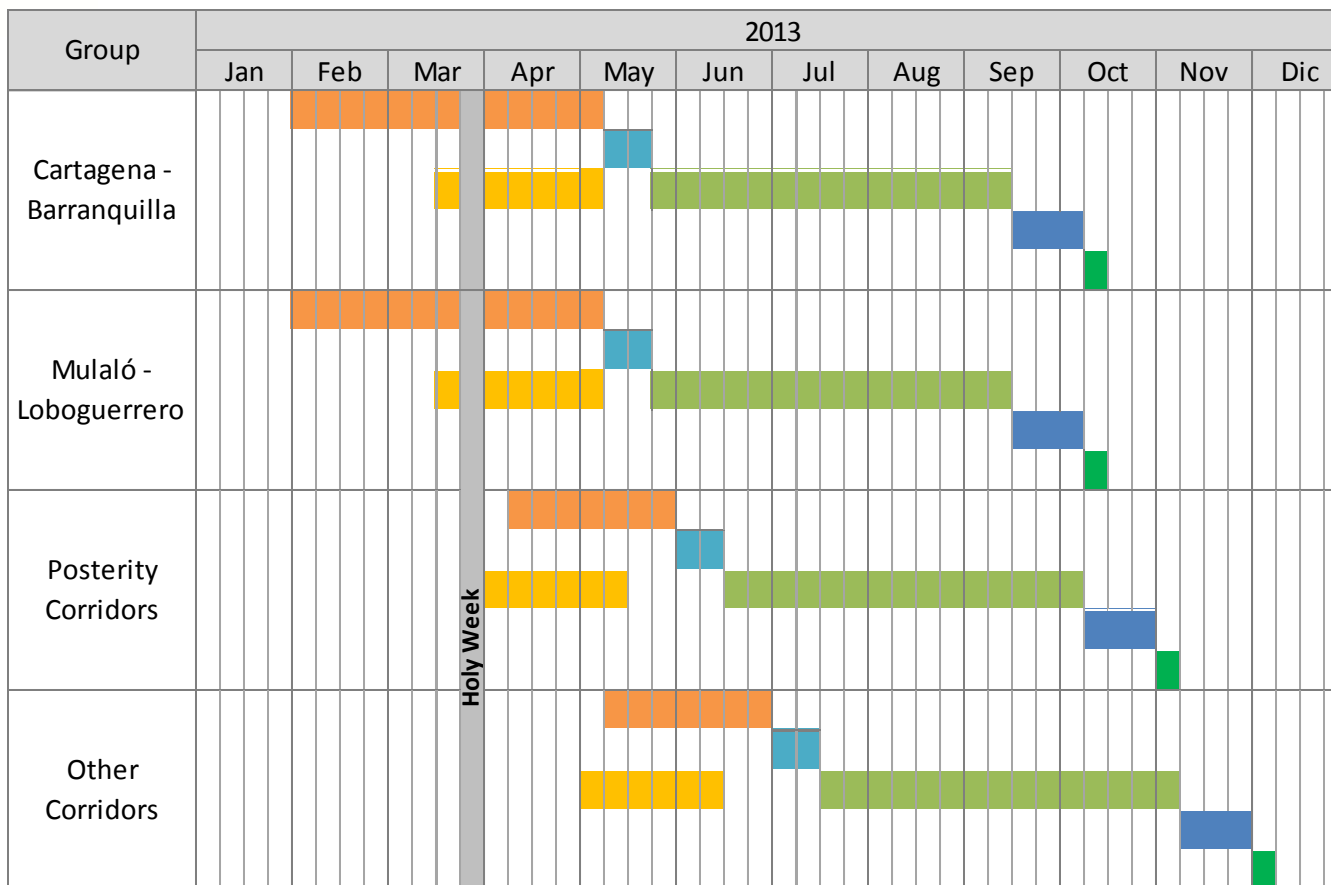 Group
2013
Jan Feb Mar Apr May Jun Jul Aug Sep Oct Nov Dic
Cartagena -
Barranquilla
Mulaló -
Loboguerrero
Posterity
Corridors
Holy Week
Other
Corridors